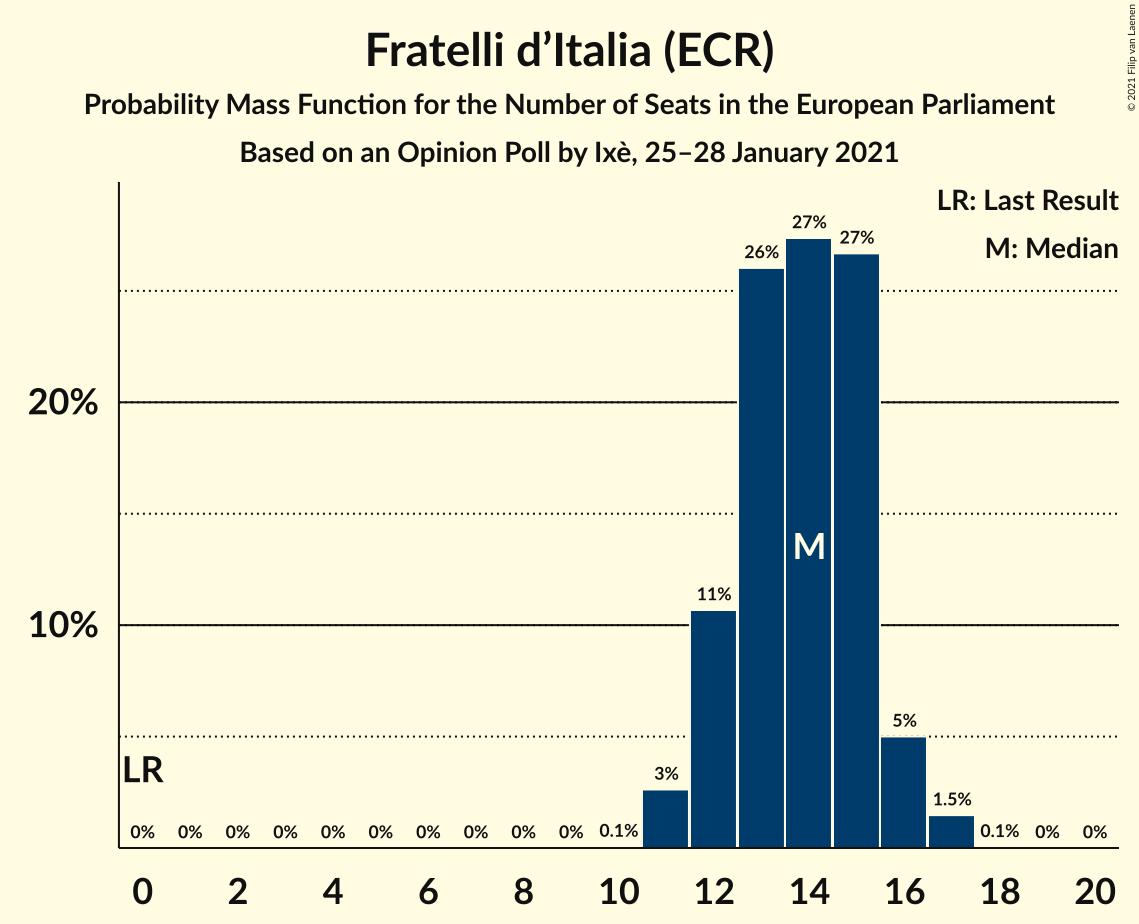 Fratelli d’Italia (ECR)
Probability Mass Function for the Number of Seats in the European Parliament
Based on an Opinion Poll by Ixè, 25–28 January 2021
© 2021 Filip van Laenen
LR: Last Result
M: Median
27%
27%
26%
20%
M
11%
10%
5%
LR
3%
1.5%
0% 0% 0% 0% 0% 0% 0% 0% 0% 0% 0.1% 0.1% 0% 0%
0 2 4 6 8 10 12 14 16 18 20